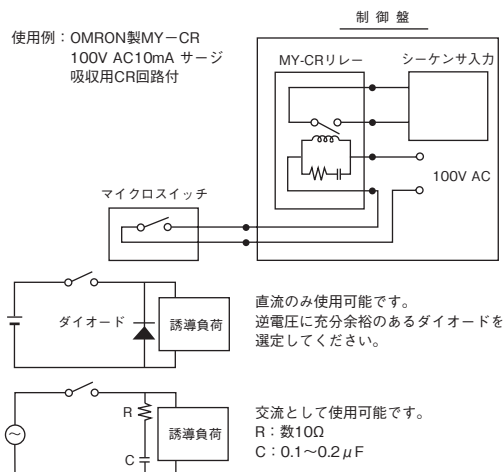 使用例：OMRON製MY－CR
100V AC10mA サージ
吸収用CR回路付
制 御 盤
MY-CRリレー
シーケンサ入力
100V AC
マイクロスイッチ
ダイオード
誘導負荷
直流のみ使用可能です。
逆電圧に充分余裕のあるダイオードを
選定してください。
R
C
誘導負荷
交流として使用可能です。
R：数10Ω
C：0.1～0.2μF